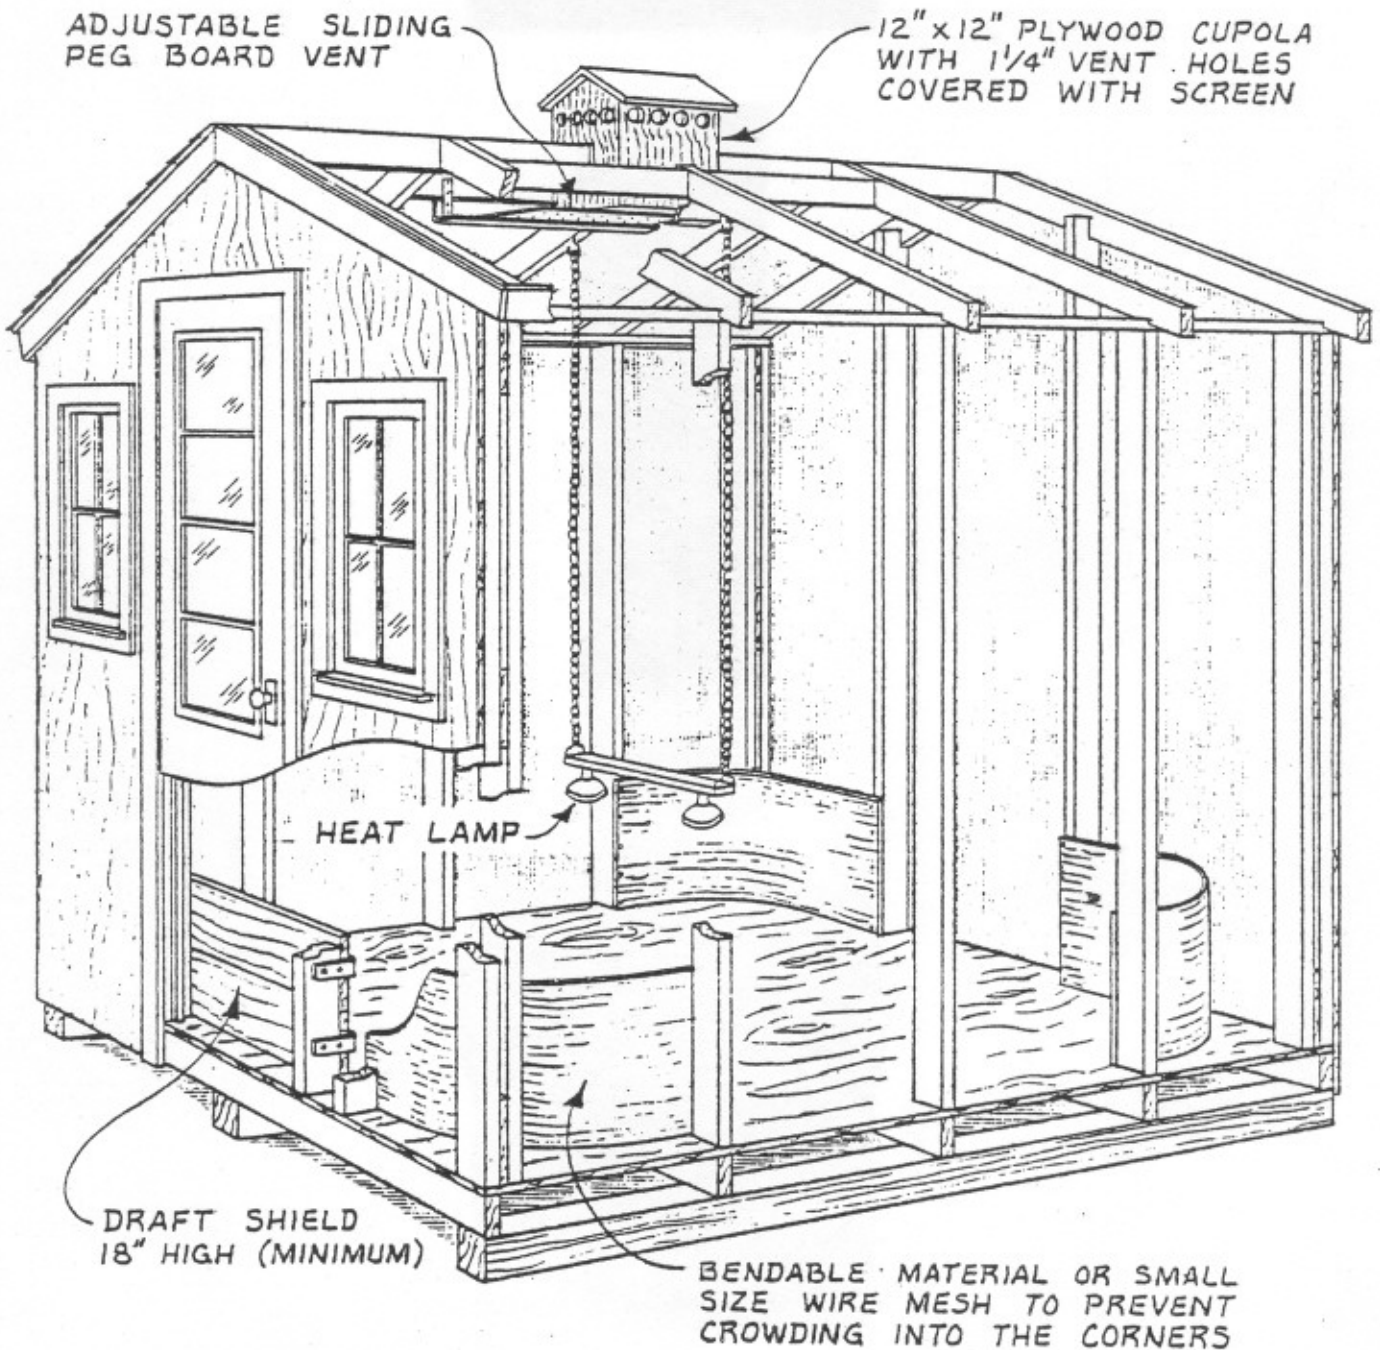 ADJUSTABLE SLIDING
PEG BOARD VENT
12" x 12" PLYWOOD CUPOLA
WITH 1 1/4" VENT HOLES
COVERED WITH SCREEN
HEAT LAMP
DRAFT SHIELD
18" HIGH (MINIMUM)
BENDABLE MATERIAL OR SMALL
SIZE WIRE MESH TO PREVENT
CROWDING INTO THE CORNERS